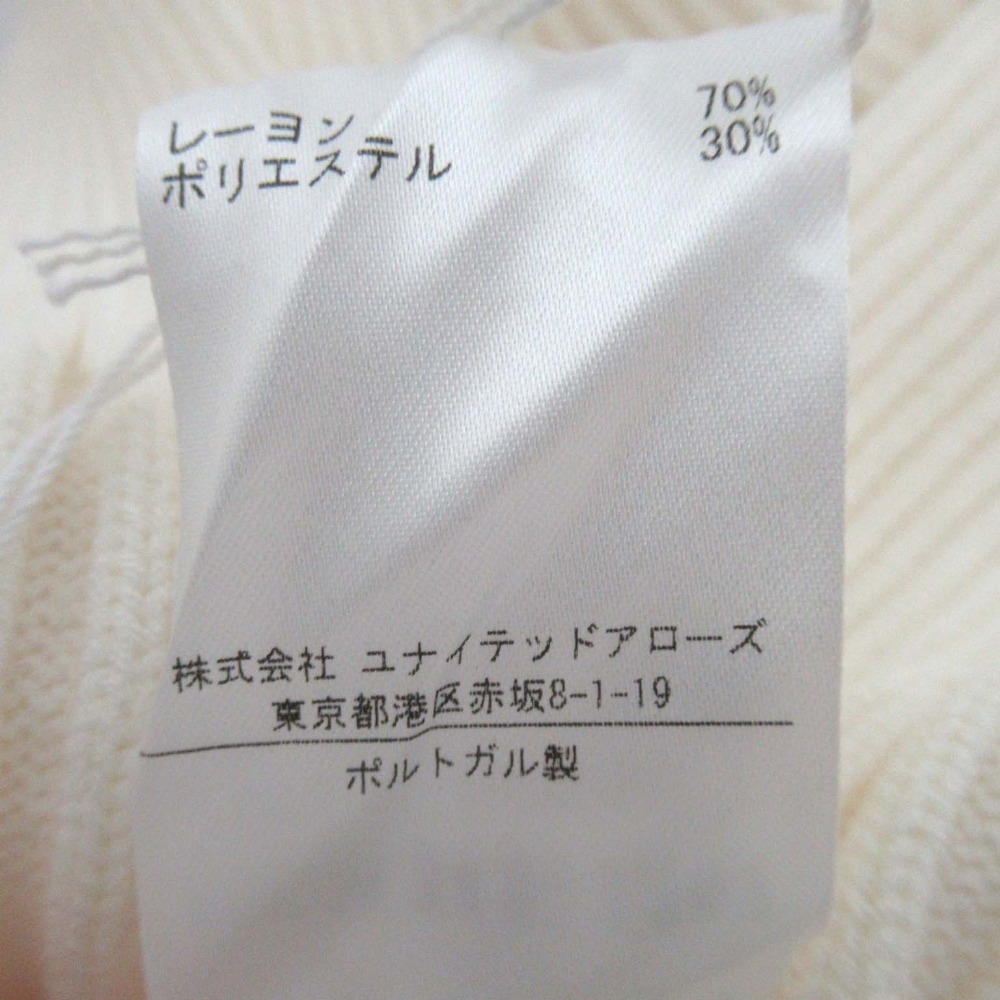 レーヨン 70%
ポリエステル 30%
株式会社 ユナイテッドアローズ
東京都港区赤坂8-1-19
ポルトガル製